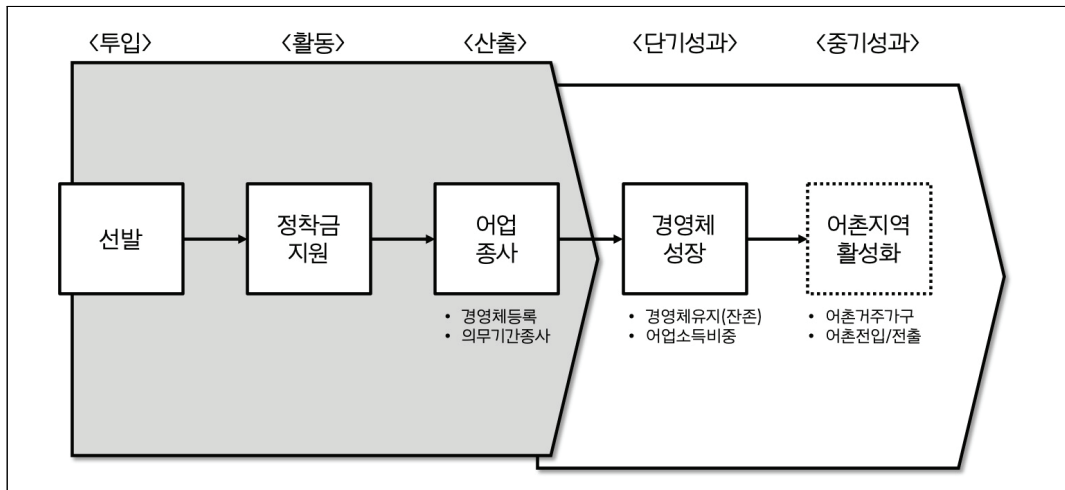 <투입>
<활동>
<산출>
<단기성과>
<중기성과>
선발
정착금
지원
어업
종사
경영체
성장
어촌지역
활성화
• 경영체등록
• 의무기간종사
• 경영체유지(잔존)
• 어업소득비중
• 어촌거주가구
• 어촌전입/전출